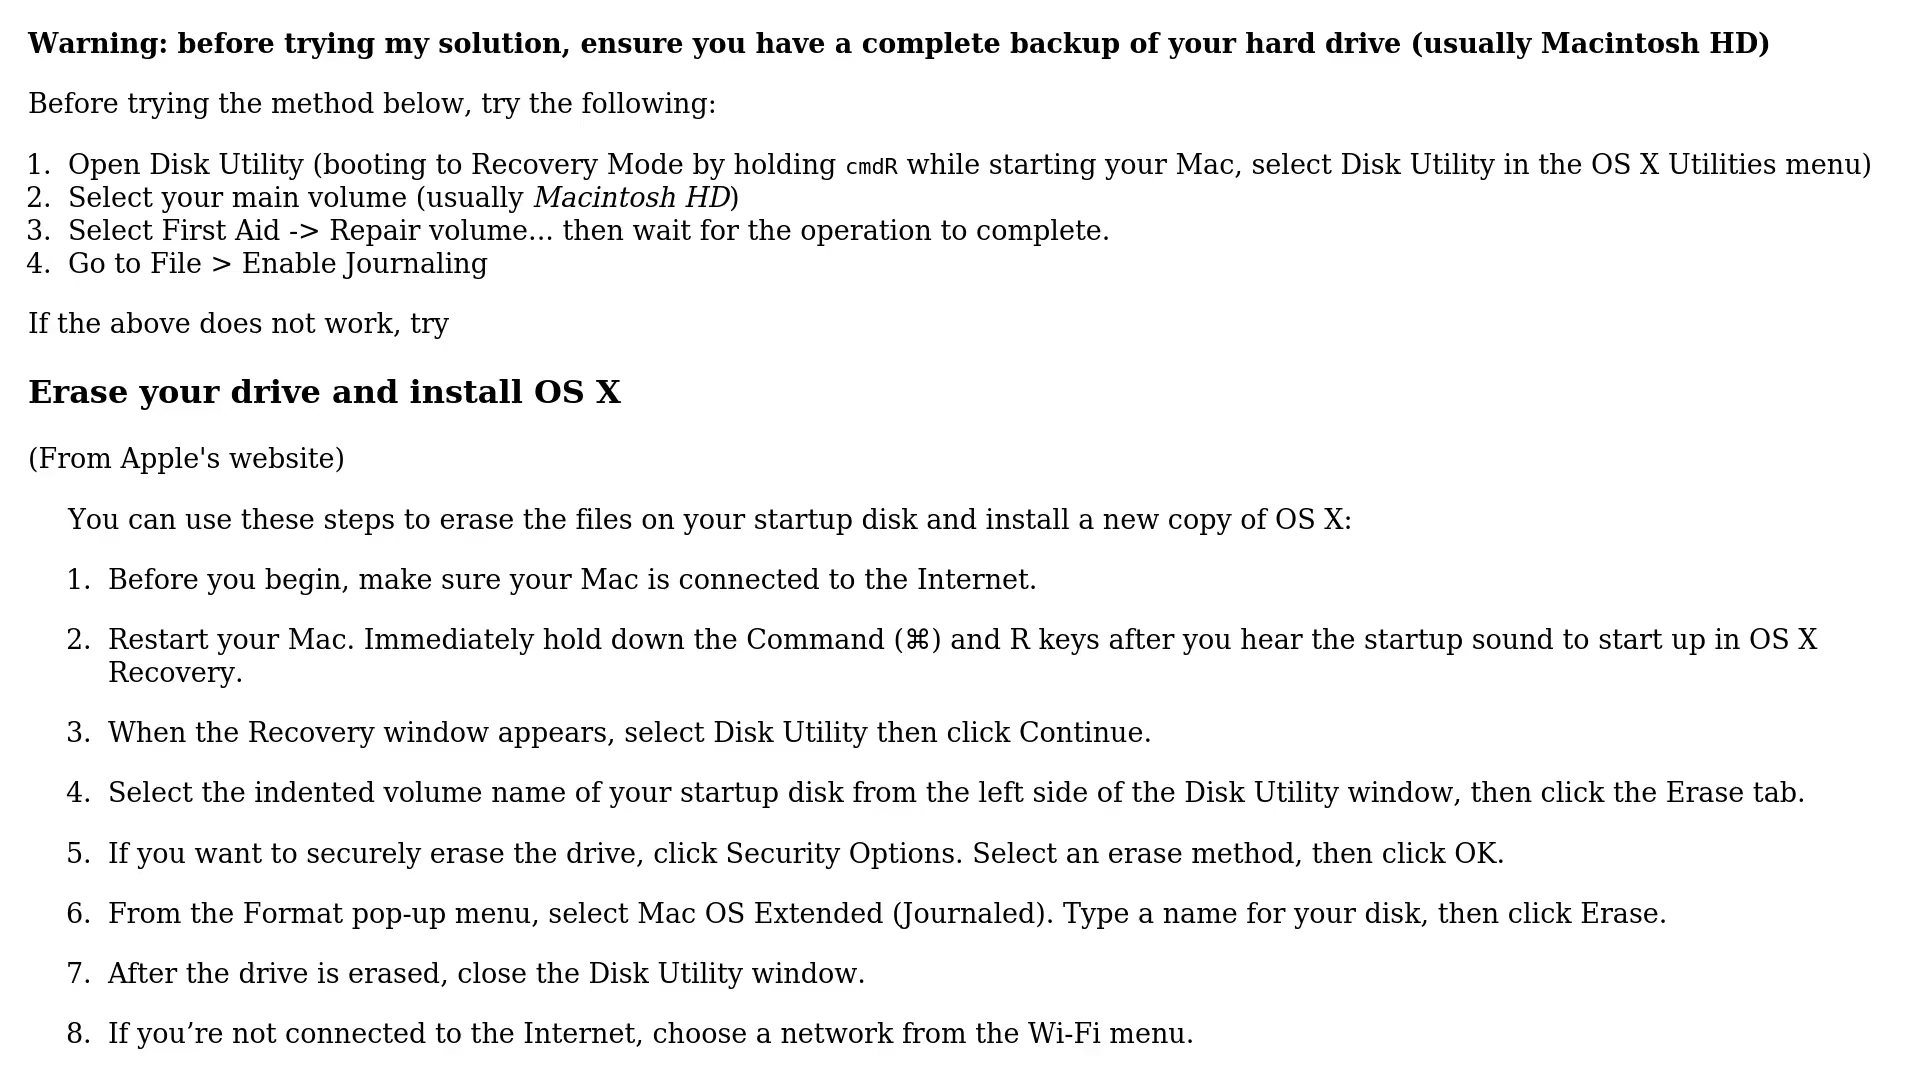 Warning: before trying my solution, ensure you have a complete backup of your hard drive (usually Macintosh HD)
Before trying the method below, try the following:
1. Open Disk Utility (booting to Recovery Mode by holding cmdR while starting your Mac, select Disk Utility in the OS X Utilities menu)
2. Select your main volume (usually Macintosh HD)
3. Select First Aid -> Repair volume... then wait for the operation to complete.
4. Go to File > Enable Journaling
If the above does not work, try
Erase your drive and install OS X
(From Apple's website)
You can use these steps to erase the files on your startup disk and install a new copy of OS X:
1. Before you begin, make sure your Mac is connected to the Internet.
2. Restart your Mac. Immediately hold down the Command (⌘) and R keys after you hear the startup sound to start up in OS X
Recovery.
3. When the Recovery window appears, select Disk Utility then click Continue.
4. Select the indented volume name of your startup disk from the left side of the Disk Utility window, then click the Erase tab.
5. If you want to securely erase the drive, click Security Options. Select an erase method, then click OK.
6. From the Format pop-up menu, select Mac OS Extended (Journaled). Type a name for your disk, then click Erase.
7. After the drive is erased, close the Disk Utility window.
8. If you’re not connected to the Internet, choose a network from the Wi-Fi menu.